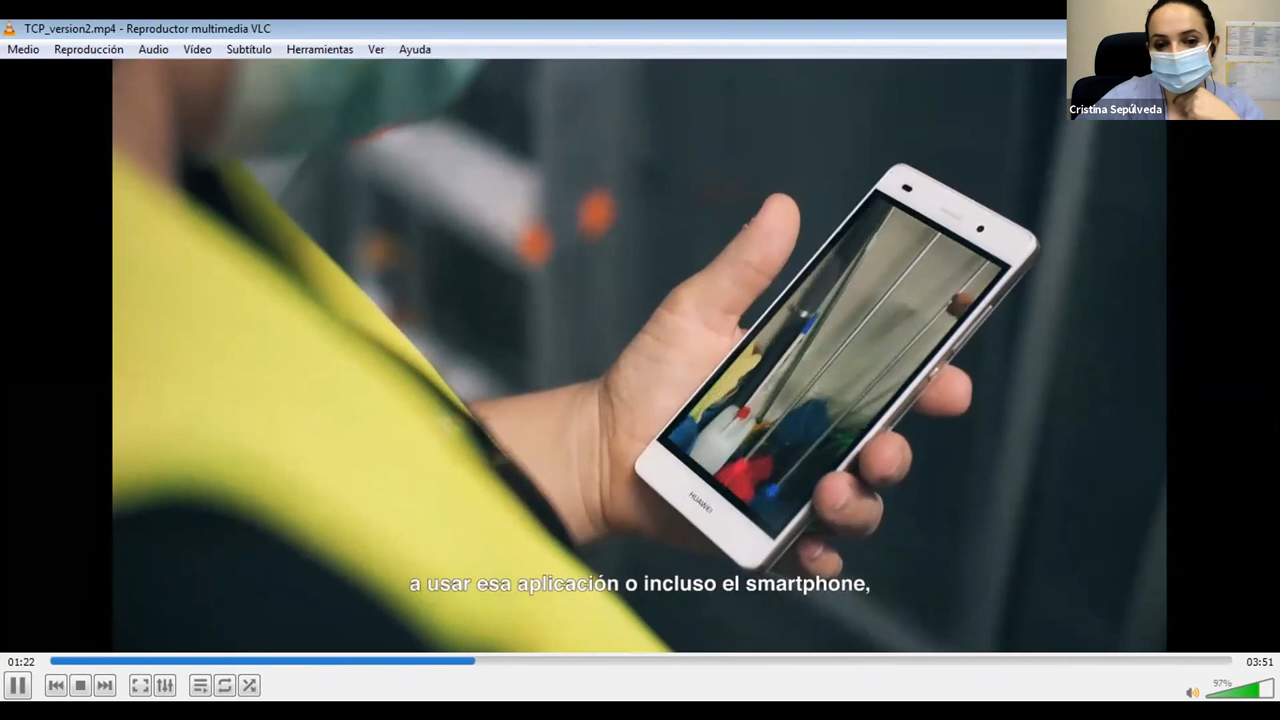 TCP_version2.mp4 - Reproductor multimedia VLC
Medio Reproducción Audio Vídeo Subtítulo Herramientas Ver Ayuda
Cristina Sepúlveda
HUAWEI
a usar esa aplicación o incluso el smartphone,
01:22
03:51
97%